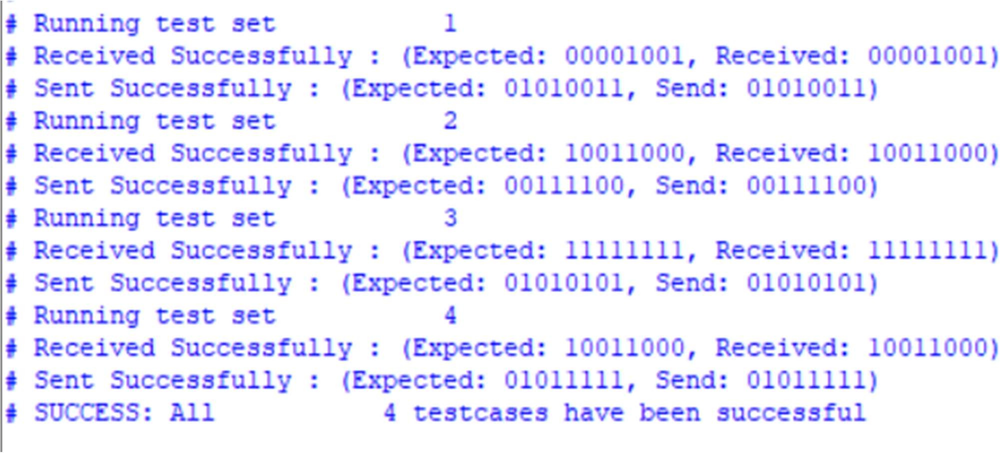 # Running test set 1
# Received Successfully : (Expected: 00001001, Received: 00001001)
# Sent Successfully : (Expected: 01010011, Send: 01010011)
# Running test set 2
# Received Successfully : (Expected: 10011000, Received: 10011000)
# Sent Successfully : (Expected: 00111100, Send: 00111100)
# Running test set 3
# Received Successfully : (Expected: 11111111, Received: 11111111)
# Sent Successfully : (Expected: 01010101, Send: 01010101)
# Running test set 4
# Received Successfully : (Expected: 10011000, Received: 10011000)
# Sent Successfully : (Expected: 01011111, Send: 01011111)
# SUCCESS: All 4 testcases have been successful